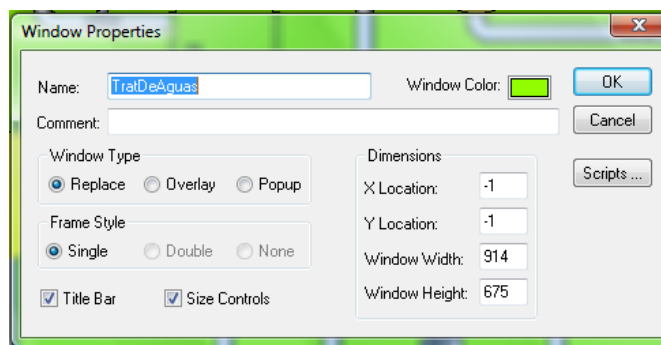 Window Properties
Name: TratDeAguas Window Color: OK
Comment: Cancel
Window Type
Replace Overlay Popup
Dimensions
X Location: -1
Scripts ...
Frame Style
Single Double None
Y Location: -1
Window Width: 914
Title Bar Size Controls
Window Height: 675